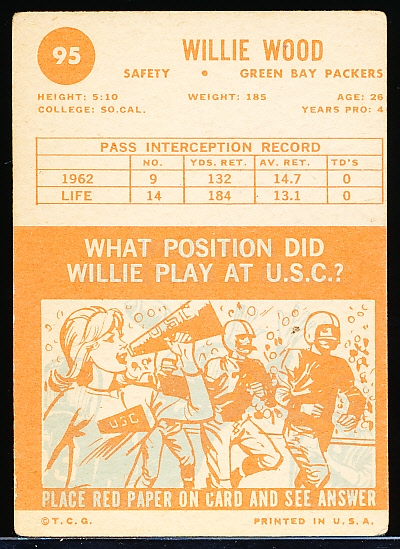 95
WILLIE WOOD
SAFETY • GREEN BAY PACKERS
HEIGHT: 5:10 WEIGHT: 185 AGE: 26
COLLEGE: SO.CAL. YEARS PRO: 4
PASS INTERCEPTION RECORD
NO. YDS. RET. AV. RET. TD'S
1962 9 132 14.7 0
LIFE 14 184 13.1 0
WHAT POSITION DID
WILLIE PLAY AT U.S.C.?
USC
USC
PLACE RED PAPER ON CARD AND SEE ANSWER
©T.C.G. PRINTED IN U.S.A.